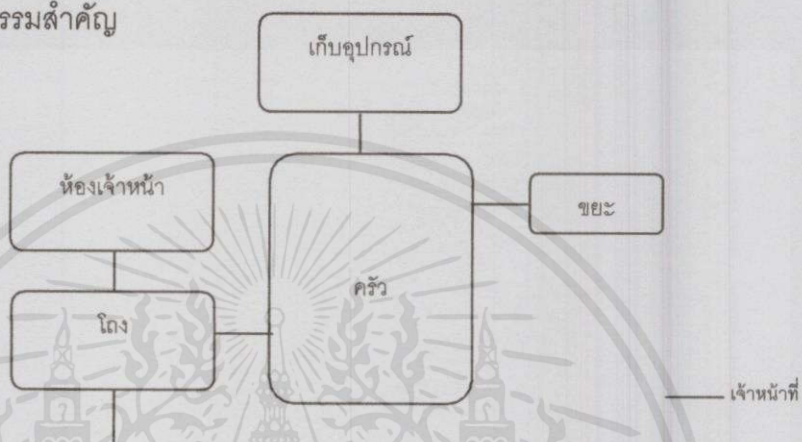 รรมสำคัญ
เก็บอุปกรณ์
ห้องเจ้าหน้า
ขยะ
ครัว
โถง
เจ้าหน้าที่